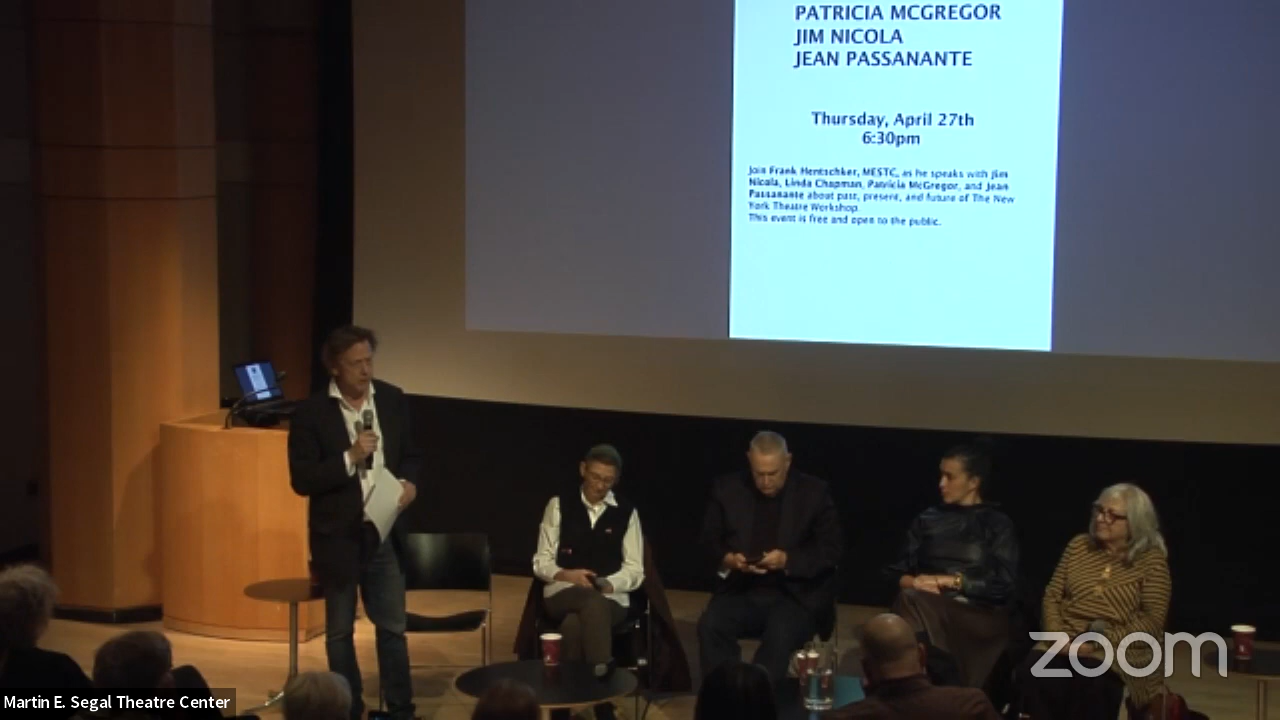 PATRICIA MCGREGOR
JIM NICOLA
JEAN PASSANANTE
Thursday, April 27th
6:30pm
Join Frank Hentschker, MESTC, as he speaks with Jim
Nicola, Linda Chapman, Patricia McGregor, and Jean
Passanante about past, present, and future of The New
York Theatre Workshop.
This event is free and open to the public.
zoom
Martin E. Segal Theatre Center